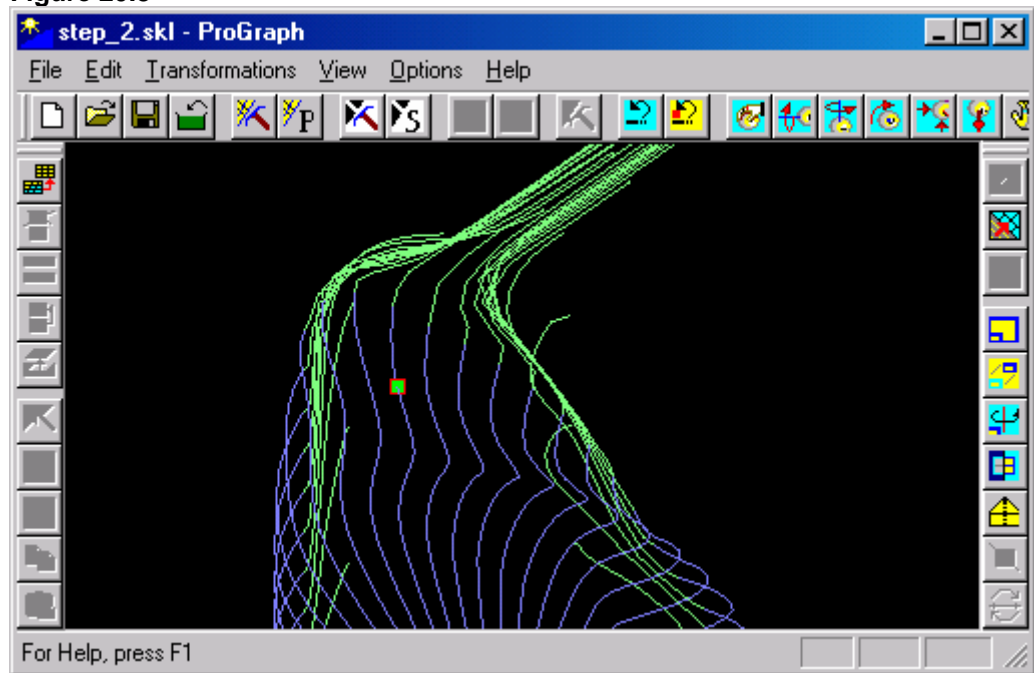 step_2.skl - ProGraph
File Edit Transformations View Options Help
P S
For Help, press F1